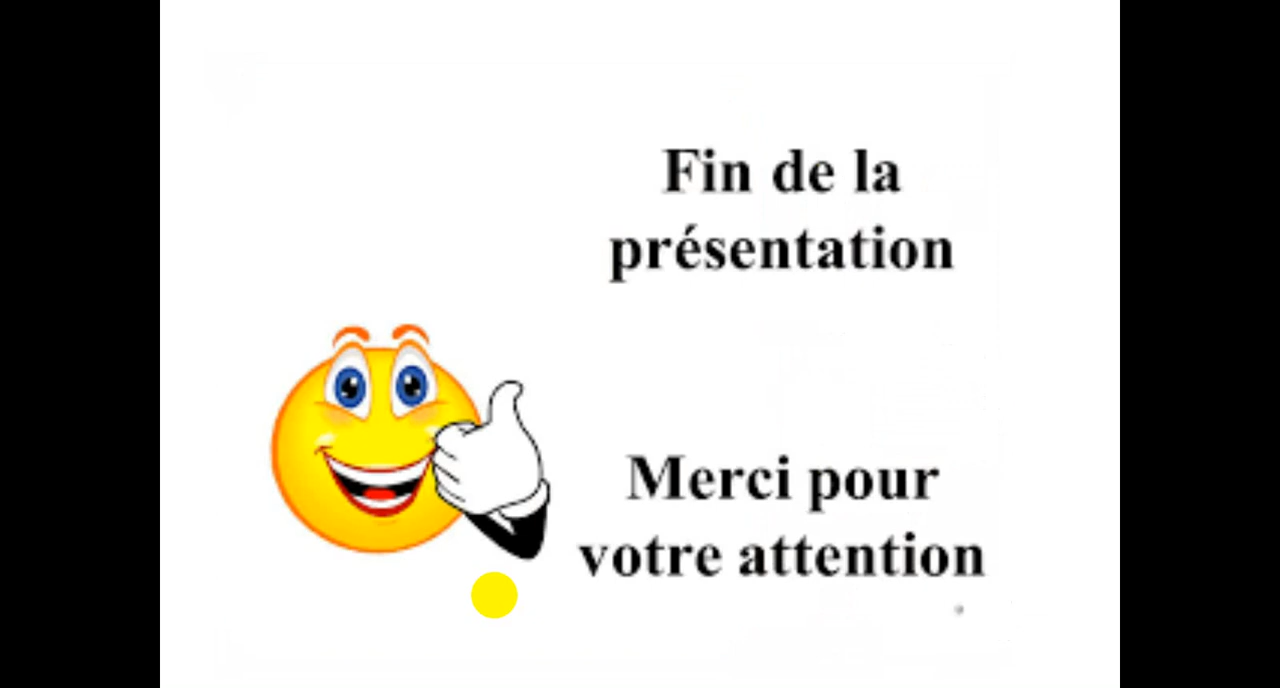 Fin de la
présentation
Merci pour
votre attention